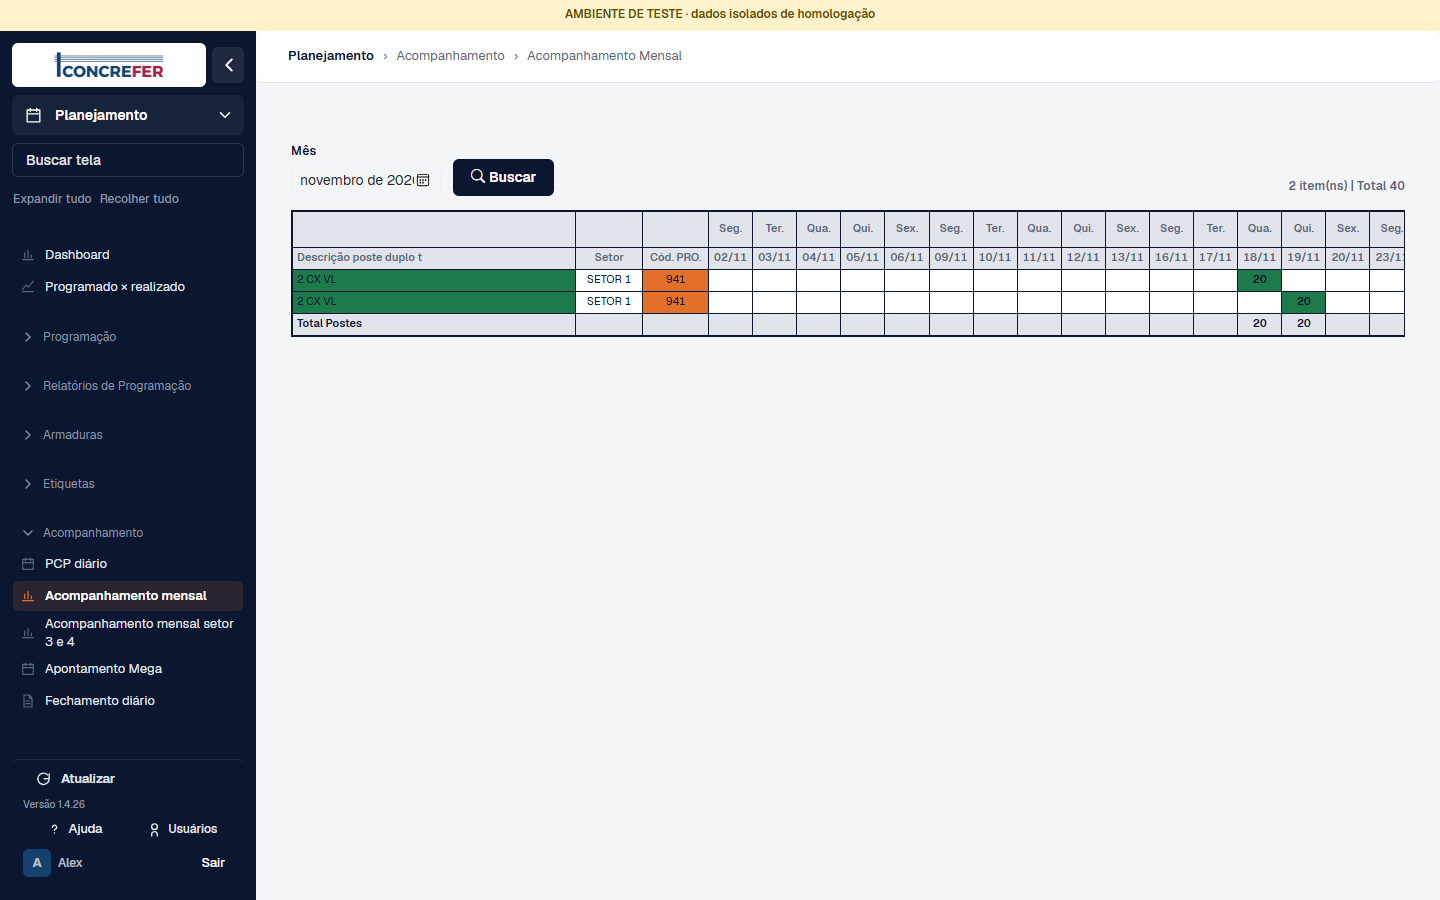 AMBIENTE DE TESTE · dados isolados de homologação
CONCREFER
Planejamento
Buscar tela
Expandir tudo Recolher tudo
Dashboard
Programado × realizado
Programação
Relatórios de Programação
Armaduras
Etiquetas
Acompanhamento
PCP diário
Acompanhamento mensal
Acompanhamento mensal setor
3 e 4
Apontamento Mega
Fechamento diário
Atualizar
Versão 1.4.26
? Ajuda Usuários
A Alex Sair
Planejamento › Acompanhamento › Acompanhamento Mensal
Mês
novembro de 202
Buscar
2 item(ns) | Total 40
Seg. Ter. Qua. Qui. Sex. Seg. Ter. Qua. Qui. Sex. Seg. Ter. Qua. Qui. Sex. Seg.
Descrição poste duplo t Setor Cód. PRO. 02/11 03/11 04/11 05/11 06/11 09/11 10/11 11/11 12/11 13/11 16/11 17/11 18/11 19/11 20/11 23/11
2 CX VL SETOR 1 941 20
2 CX VL SETOR 1 941 20
Total Postes 20 20